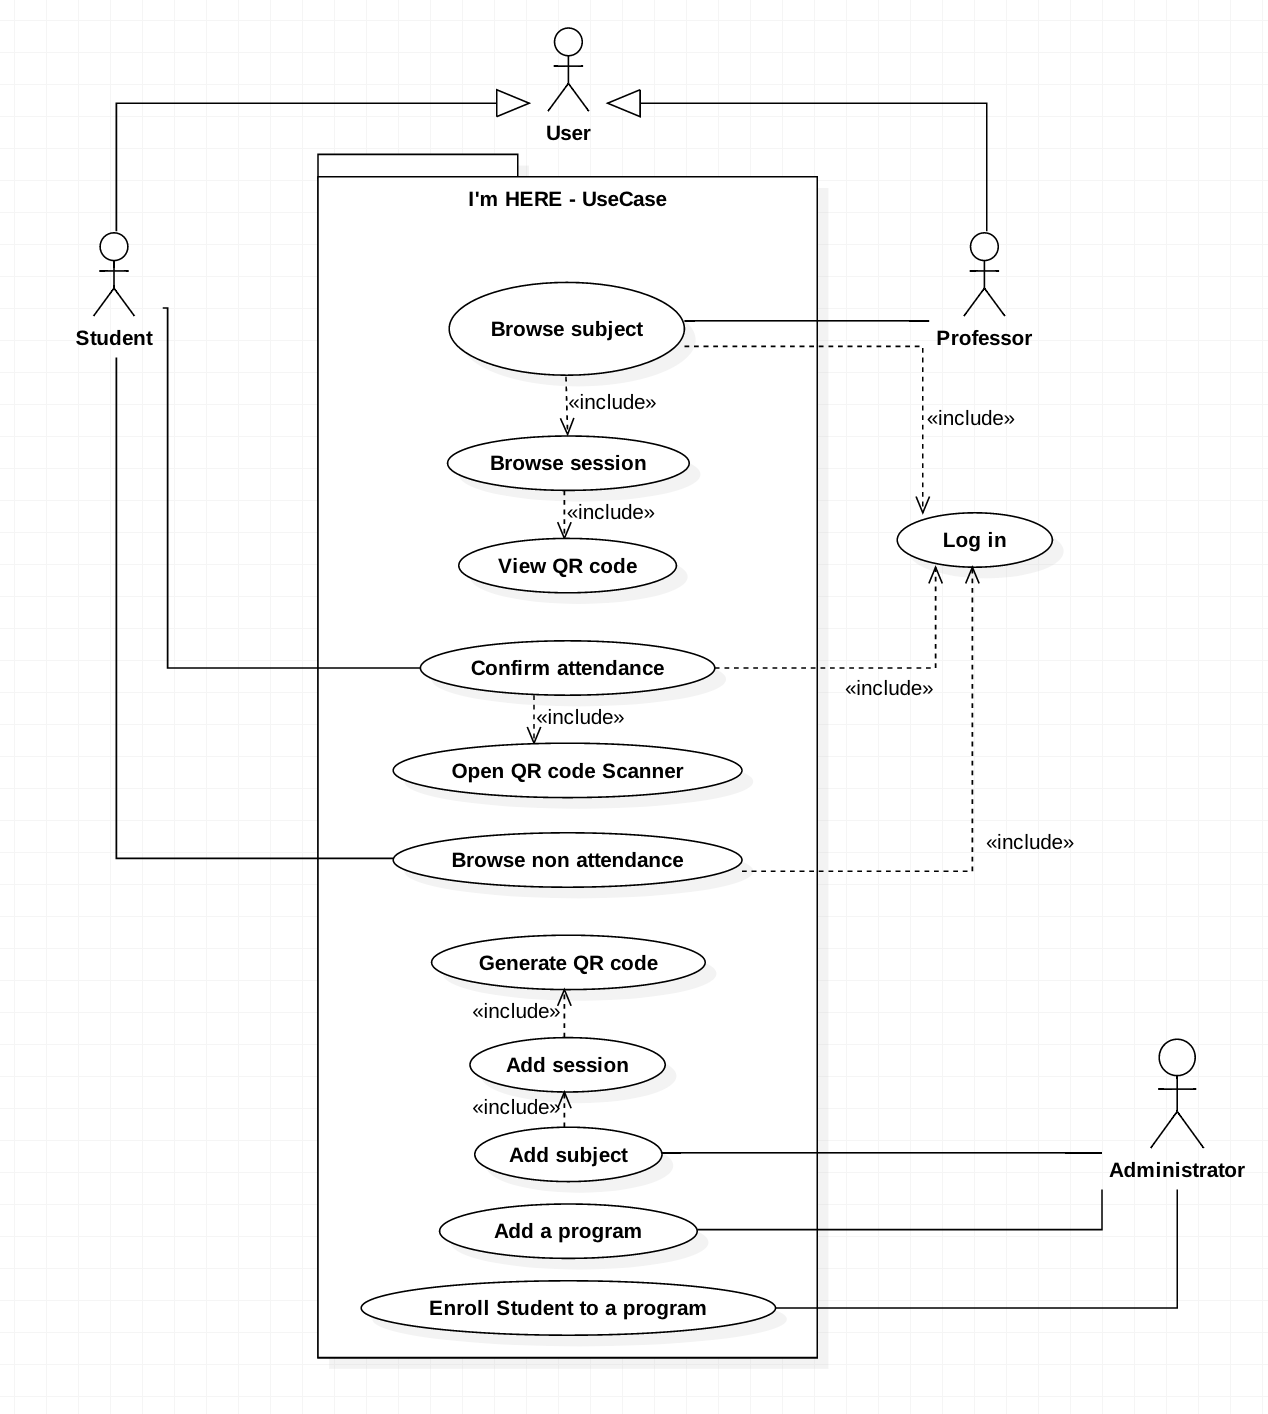 User
I'm HERE - UseCase
Student
Professor
Browse subject
«include»
«include»
Browse session
«include»
Log in
View QR code
Confirm attendance
«include»
«include»
Open QR code Scanner
«include»
Browse non attendance
Generate QR code
«include»
Add session
«include»
Add subject
Administrator
Add a program
Enroll Student to a program